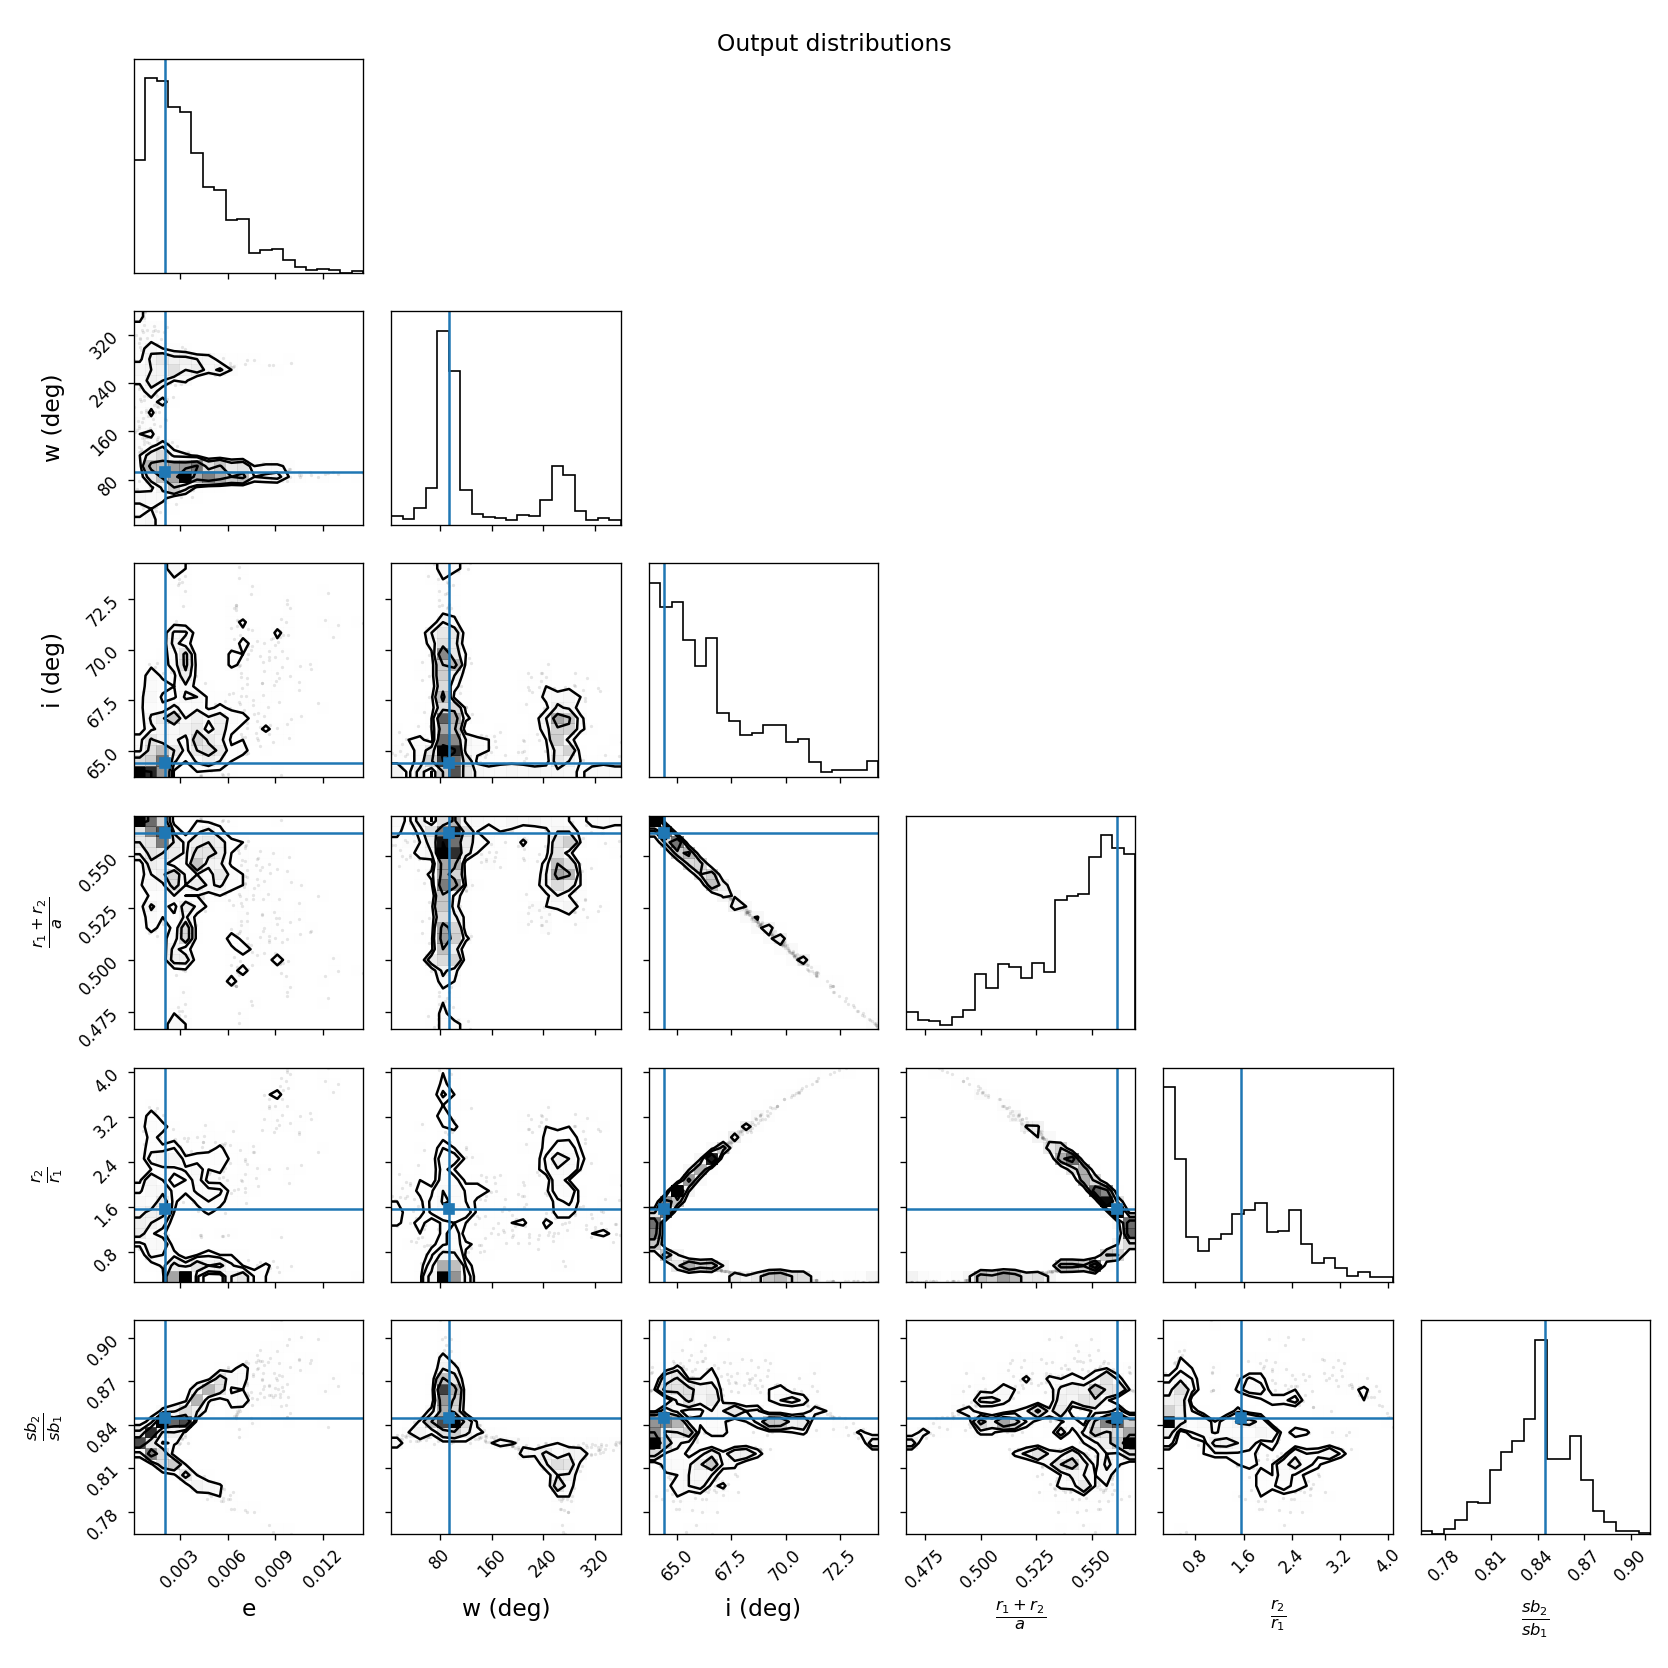 Output distributions
w (deg)
320
240
160
80
i (deg)
72.5
70.0
67.5
65.0
r₁ + r₂
a
0.550
0.525
0.500
0.475
r₂
r₁
4.0
3.2
2.4
1.6
0.8
sb₂
sb₁
0.90
0.87
0.84
0.81
0.78
0.003 0.006 0.009 0.012 80 160 240 320 65.0 67.5 70.0 72.5 0.475 0.500 0.525 0.550 0.8 1.6 2.4 3.2 4.0 0.78 0.81 0.84 0.87 0.90
e w (deg) i (deg)
r₁ + r₂ r₂ sb₂
a r₁ sb₁